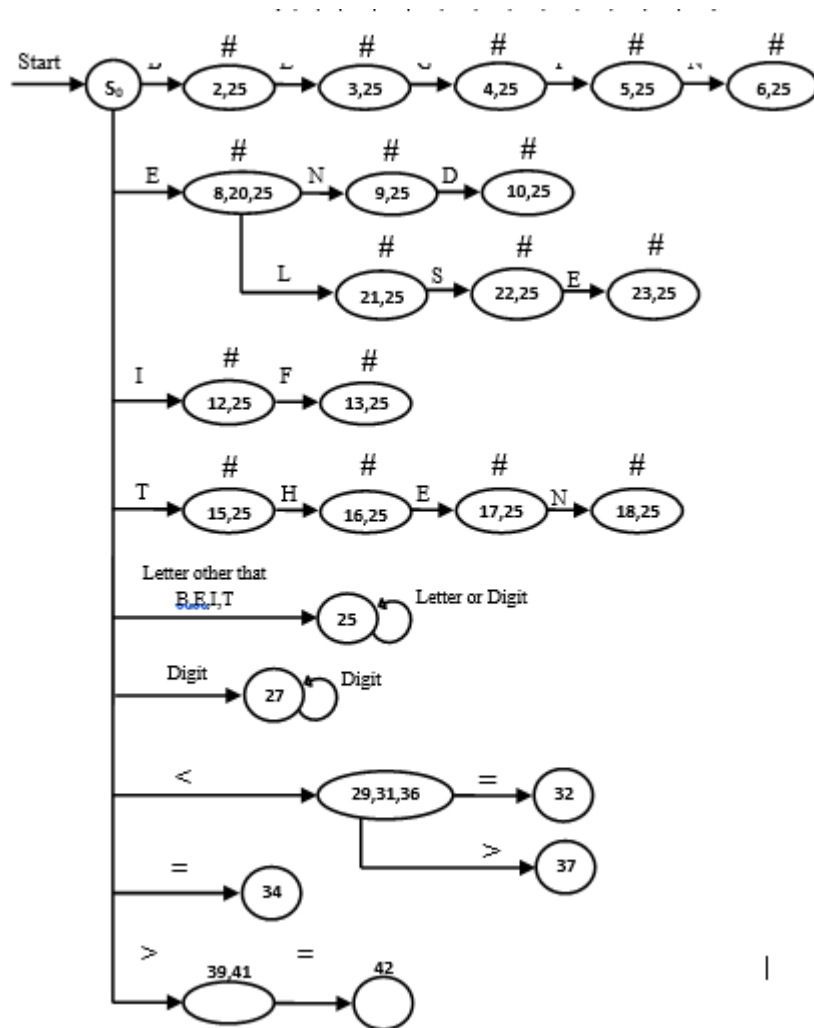 # # # # #
Start
S₀ 2,25 3,25 4,25 5,25 6,25
# # #
E N D
8,20,25 9,25 10,25
# # #
L S E
21,25 22,25 23,25
# #
I F
12,25 13,25
# # # #
T H E N
15,25 16,25 17,25 18,25
Letter other that
B,E,I,T
25
Letter or Digit
Digit
27
Digit
< =
29,31,36 32
>
37
=
34
> =
39,41 42